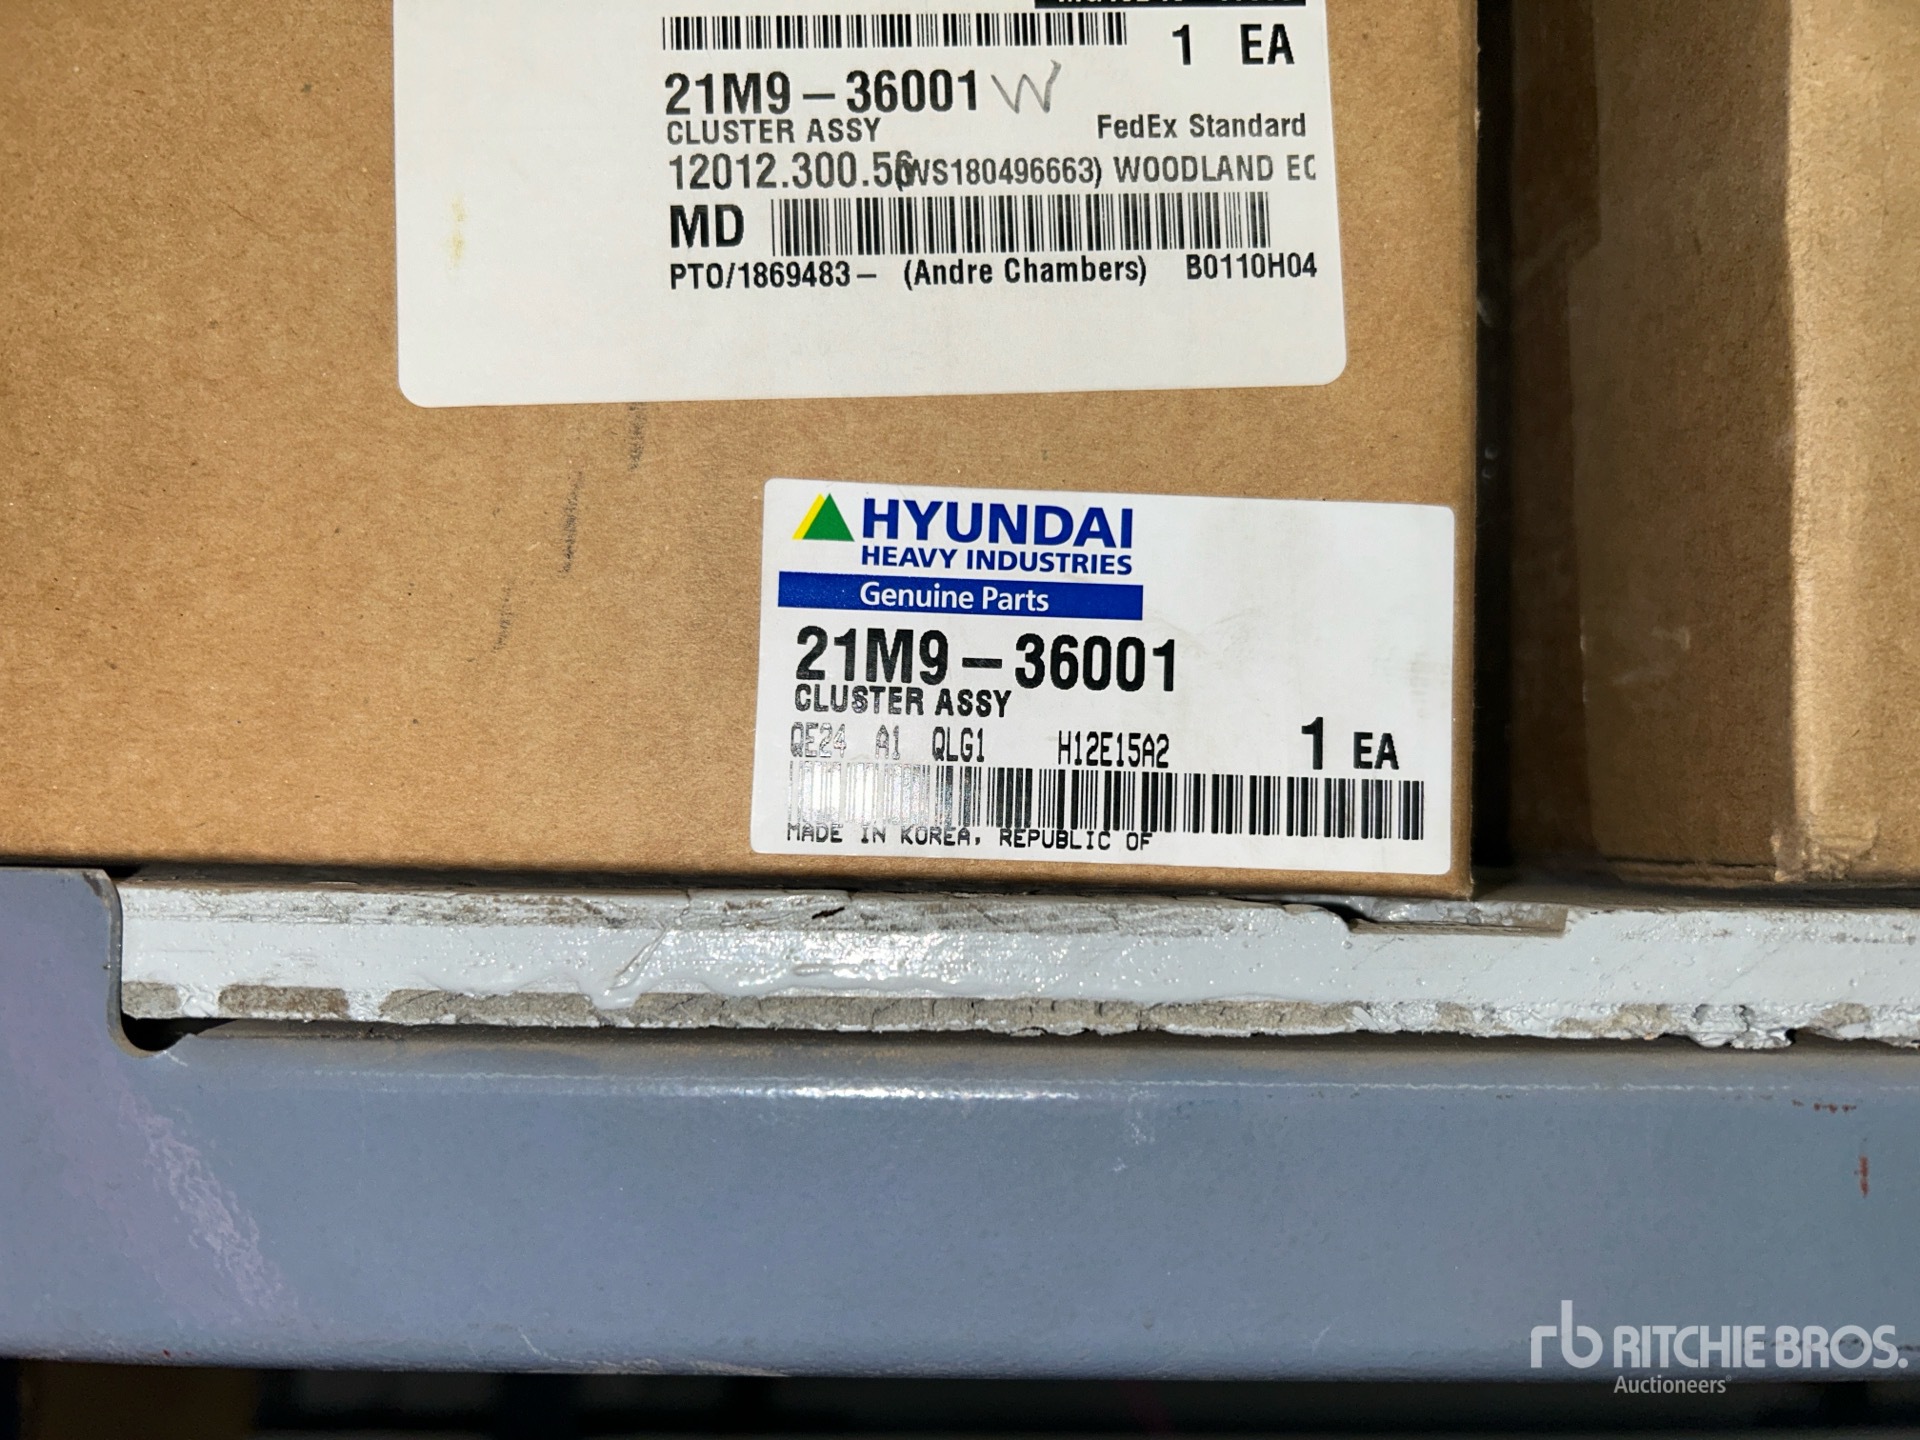 1 EA
21M9-36001 W
CLUSTER ASSY FedEx Standard
12012.300.56(WS180496663) WOODLAND EC
MD
PTO/1869483- (Andre Chambers) B0110H04
HYUNDAI
HEAVY INDUSTRIES
Genuine Parts
21M9-36001
CLUSTER ASSY
QE24 A1 QLG1 H12E15A2 1 EA
MADE IN KOREA, REPUBLIC OF
rb RITCHIE BROS.
Auctioneers